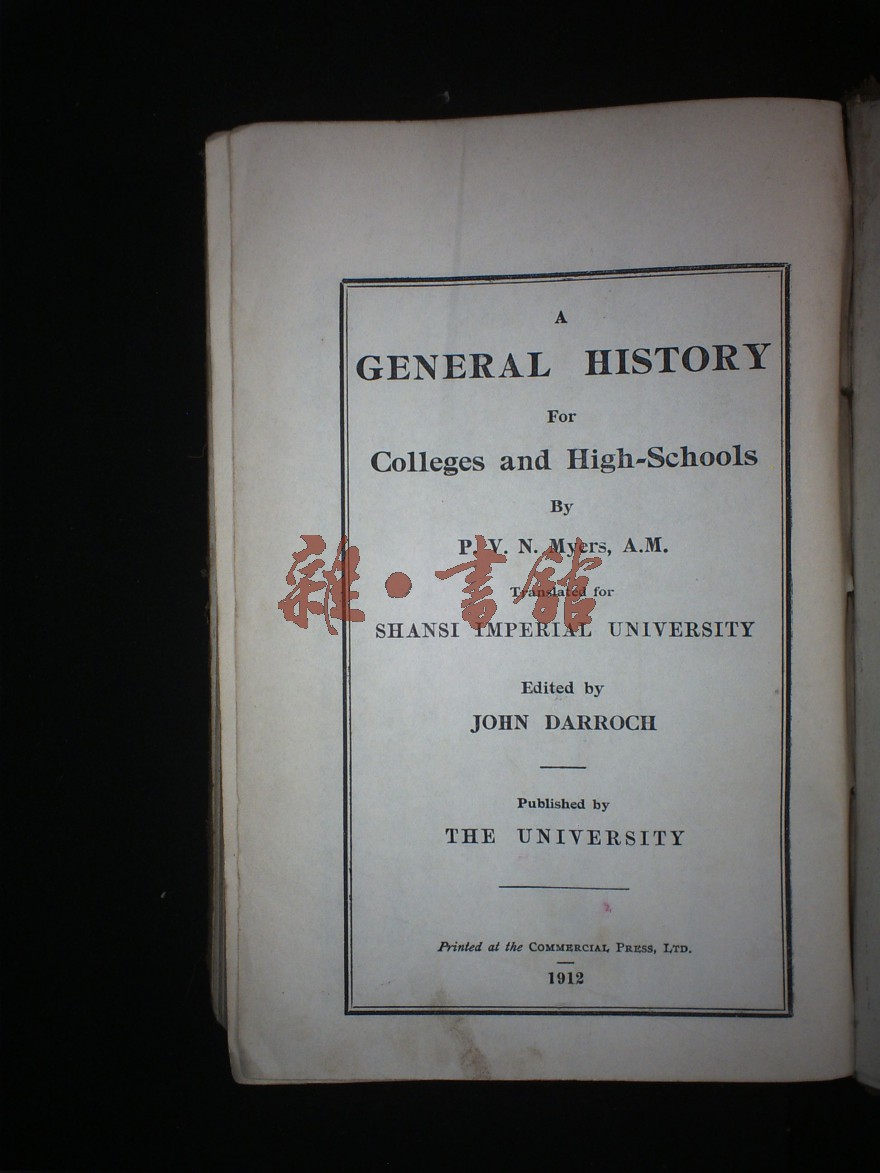 A
GENERAL HISTORY
For
Colleges and High-Schools
By
P. V. N. Myers, A.M.
雜·書館
Translated for
SHANSI IMPERIAL UNIVERSITY
Edited by
JOHN DARROCH
Published by
THE UNIVERSITY
Printed at the COMMERCIAL PRESS, LTD.
1912